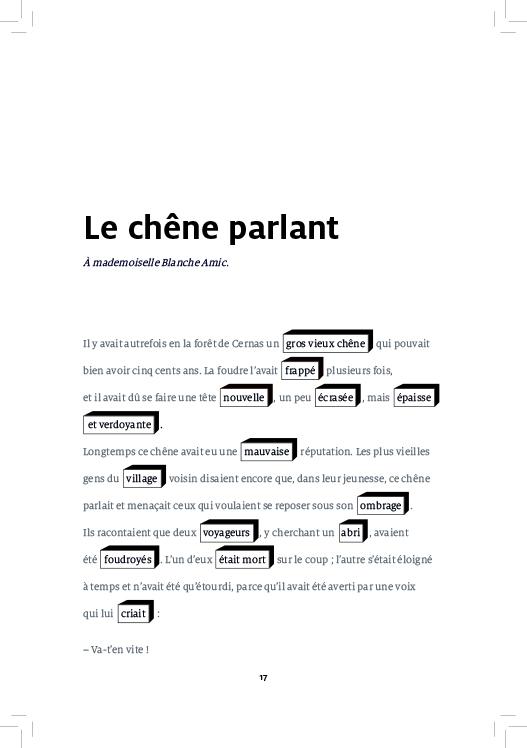 Le chêne parlant
À mademoiselle Blanche Amic.
Il y avait autrefois en la forêt de Cernas un gros vieux chêne qui pouvait
bien avoir cinq cents ans. La foudre l'avait frappé plusieurs fois,
et il avait dû se faire une tête nouvelle, un peu écrasée, mais épaisse
et verdoyante.
Longtemps ce chêne avait eu une mauvaise réputation. Les plus vieilles
gens du village voisin disaient encore que, dans leur jeunesse, ce chêne
parlait et menaçait ceux qui voulaient se reposer sous son ombrage.
Ils racontaient que deux voyageurs, y cherchant un abri, avaient
été foudroyés. L'un d'eux était mort sur le coup ; l'autre s'était éloigné
à temps et n'avait été qu'étourdi, parce qu'il avait été averti par une voix
qui lui criait :
– Va-t'en vite !
17